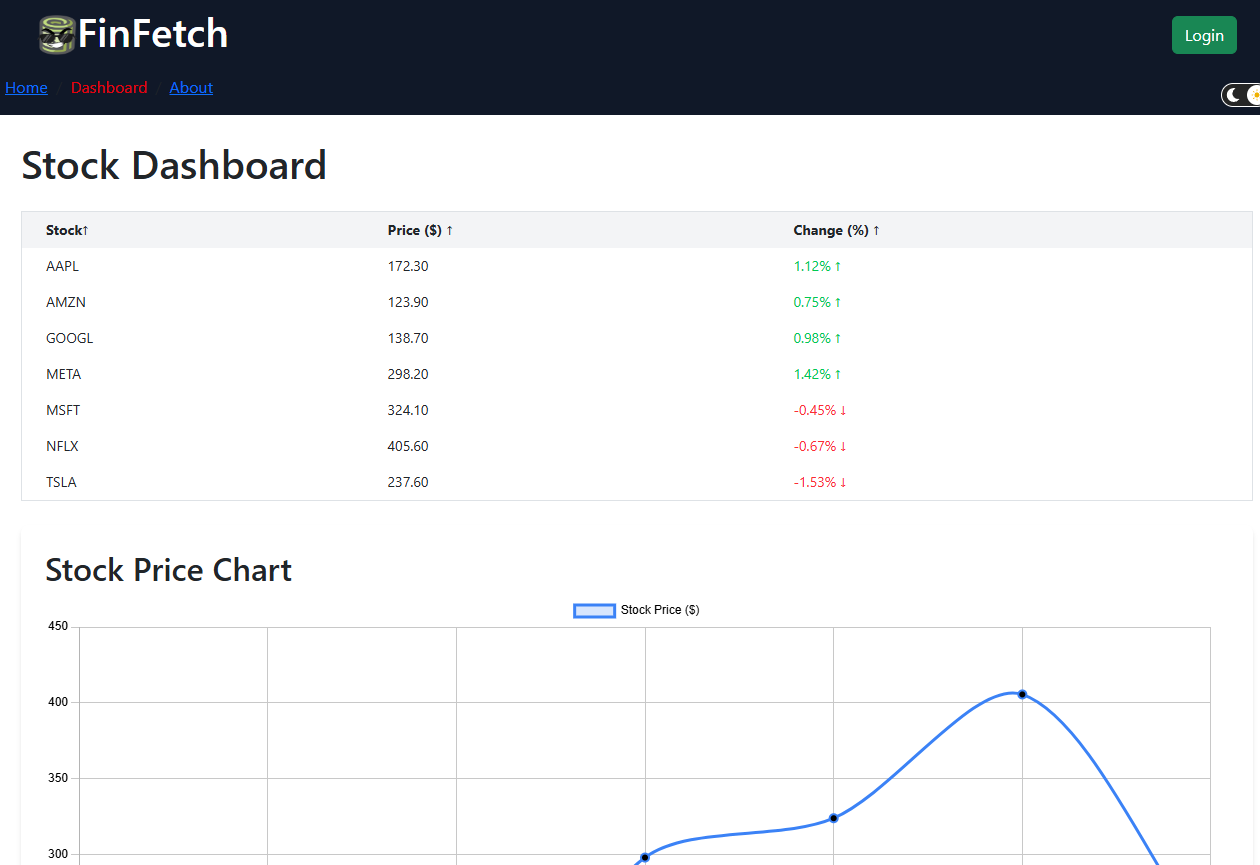 FinFetch
Login
Home / Dashboard / About
Stock Dashboard
Stock↑ Price ($) ↑ Change (%) ↑
AAPL 172.30 1.12% ↑
AMZN 123.90 0.75% ↑
GOOGL 138.70 0.98% ↑
META 298.20 1.42% ↑
MSFT 324.10 -0.45% ↓
NFLX 405.60 -0.67% ↓
TSLA 237.60 -1.53% ↓
Stock Price Chart
Stock Price ($)
450
400
350
300